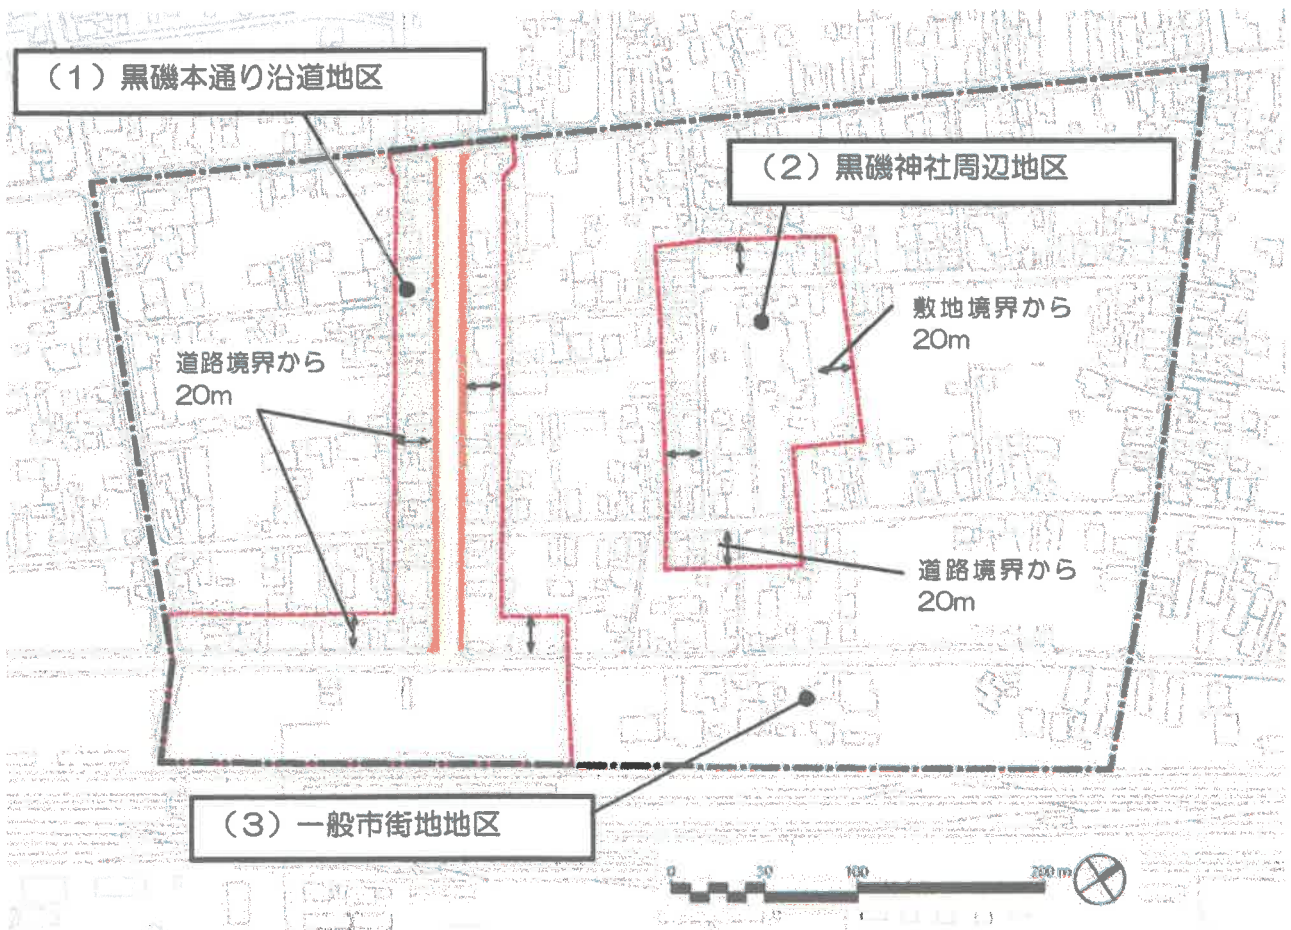 （1）黒磯本通り沿道地区
（2）黒磯神社周辺地区
敷地境界から
20m
道路境界から
20m
道路境界から
20m
（3）一般市街地地区
0
100
200 m